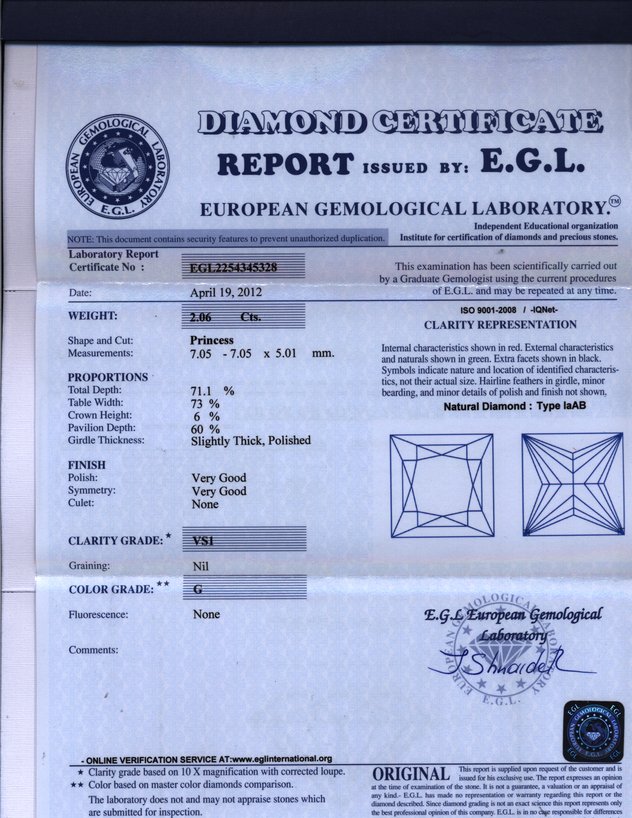 EUROPEAN GEMOLOGICAL LABORATORY
E.G.L.
DIAMOND CERTIFICATE
REPORT ISSUED BY: E.G.L.
EUROPEAN GEMOLOGICAL LABORATORY.™
Independent Educational organization
NOTE: This document contains security features to prevent unauthorized duplication.
Institute for certification of diamonds and precious stones.
Laboratory Report
Certificate No : EGL2254345328
Date: April 19, 2012
WEIGHT: 2.06 Cts.
Shape and Cut: Princess
Measurements: 7.05 - 7.05 x 5.01 mm.
PROPORTIONS
Total Depth: 71.1 %
Table Width: 73 %
Crown Height: 6 %
Pavilion Depth: 60 %
Girdle Thickness: Slightly Thick, Polished
FINISH
Polish: Very Good
Symmetry: Very Good
Culet: None
CLARITY GRADE: ★ VS1
Graining: Nil
COLOR GRADE: ★★ G
Fluorescence: None
Comments:
This examination has been scientifically carried out
by a Graduate Gemologist using the current procedures
of E.G.L. and may be repeated at any time.
ISO 9001-2008 / -IQNet-
CLARITY REPRESENTATION
Internal characteristics shown in red. External characteristics
and naturals shown in green. Extra facets shown in black.
Symbols indicate nature and location of identified characteris-
tics, not their actual size. Hairline feathers in girdle, minor
bearding, and minor details of polish and finish not shown.
Natural Diamond : Type IaAB
E.G.L European Gemological
Laboratory
EUROPEAN GEMOLOGICAL LABORATORY
E.G.L.
EGL EGL
- ONLINE VERIFICATION SERVICE AT:www.eglinternational.org
★ Clarity grade based on 10 X magnification with corrected loupe.
★★ Color based on master color diamonds comparison.
The laboratory does not and may not appraise stones which
are submitted for inspection.
ORIGINAL This report is supplied upon request of the customer and is
issued for his exclusive use. The report expresses an opinion
at the time of examination of the stone. It is not a guarantee, a valuation or an appraisal of
any kind.- E.G.L. has made no representation or warranty regarding this report or the
diamond described. Since diamond grading is not an exact science this report represents only
the best professional opinion of this company. E.G.L. is in no case responsible for differences